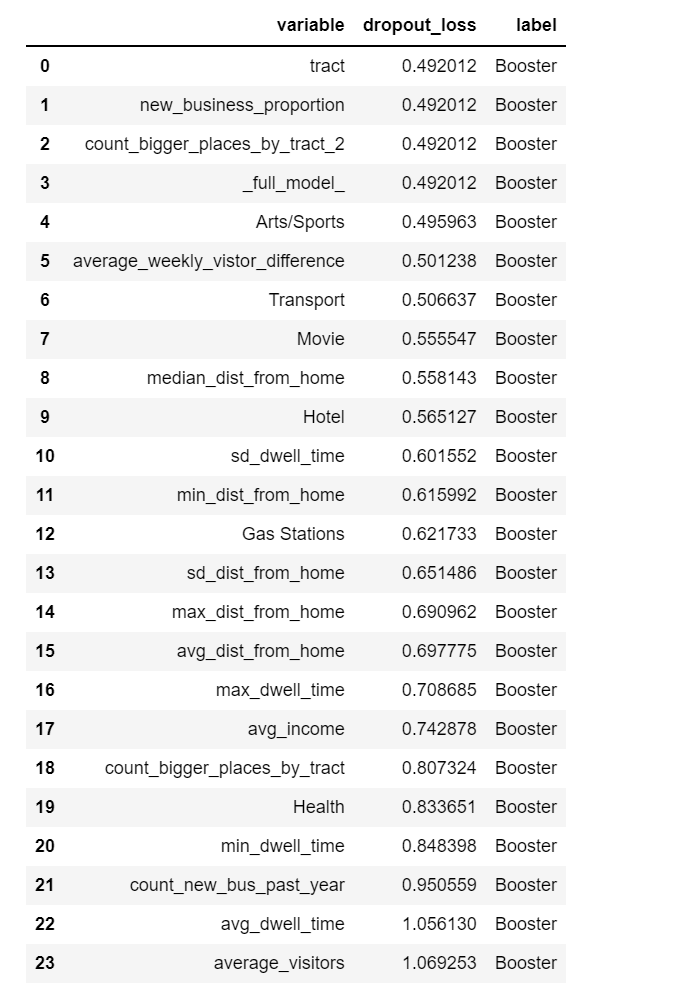 variable dropout_loss label
0 tract 0.492012 Booster
1 new_business_proportion 0.492012 Booster
2 count_bigger_places_by_tract_2 0.492012 Booster
3 _full_model_ 0.492012 Booster
4 Arts/Sports 0.495963 Booster
5 average_weekly_vistor_difference 0.501238 Booster
6 Transport 0.506637 Booster
7 Movie 0.555547 Booster
8 median_dist_from_home 0.558143 Booster
9 Hotel 0.565127 Booster
10 sd_dwell_time 0.601552 Booster
11 min_dist_from_home 0.615992 Booster
12 Gas Stations 0.621733 Booster
13 sd_dist_from_home 0.651486 Booster
14 max_dist_from_home 0.690962 Booster
15 avg_dist_from_home 0.697775 Booster
16 max_dwell_time 0.708685 Booster
17 avg_income 0.742878 Booster
18 count_bigger_places_by_tract 0.807324 Booster
19 Health 0.833651 Booster
20 min_dwell_time 0.848398 Booster
21 count_new_bus_past_year 0.950559 Booster
22 avg_dwell_time 1.056130 Booster
23 average_visitors 1.069253 Booster